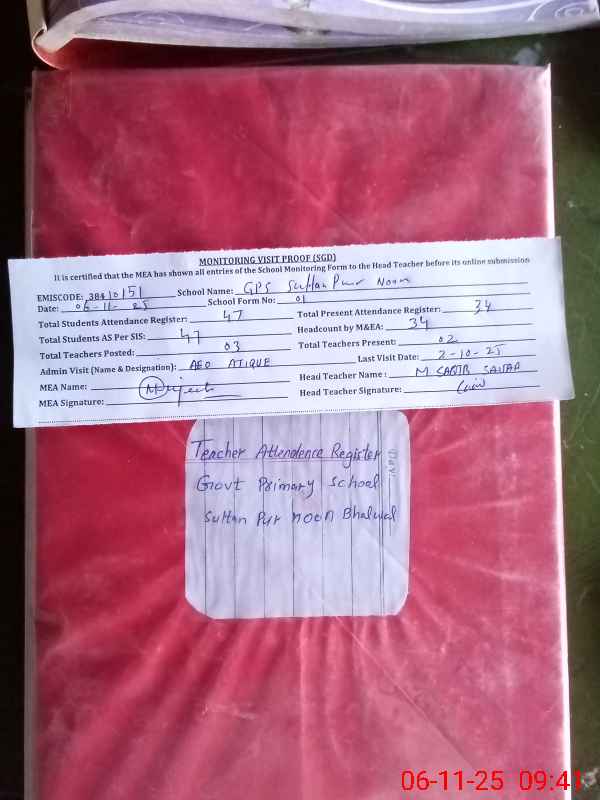 MONITORING VISIT PROOF (SGD)
It is certified that the MEA has shown all entries of the School Monitoring Form to the Head Teacher before its online submission
EMISCODE: 38410151 School Name: GPS Sultan Pur Noon
Date: 06-11-25 School Form No: 01
Total Students Attendance Register: 47 Total Present Attendance Register: 34
Total Students AS Per SIS: 47 Headcount by M&EA: 34
Total Teachers Posted: 03 Total Teachers Present: 02
Admin Visit (Name & Designation): AEO ATIQUE Last Visit Date: 2-10-25
MEA Name: Head Teacher Name: M SABIR
MEA Signature: Head Teacher Signature:
Teacher Attendence Register
Govt Primary School
Sultan Pur noon Bhalwal
06-11-25 09:41